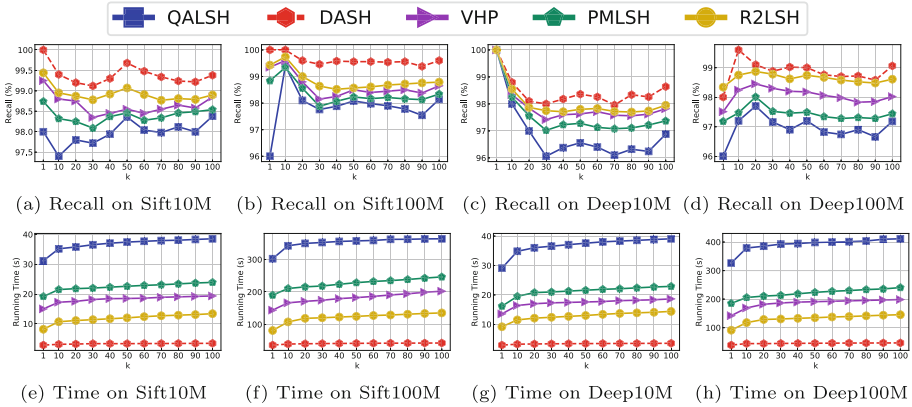 QALSH DASH VHP PMLSH R2LSH
100
99.5
99
98.5
98
97.5
Recall (%)
1 10 20 30 40 50 60 70 80 90 100
k
(a) Recall on Sift10M
100
99
98
97
96
Recall (%)
1 10 20 30 40 50 60 70 80 90 100
k
(b) Recall on Sift100M
100
99
98
97
96
Recall (%)
1 10 20 30 40 50 60 70 80 90 100
k
(c) Recall on Deep10M
99
98
97
96
Recall (%)
1 10 20 30 40 50 60 70 80 90 100
k
(d) Recall on Deep100M
40
30
20
10
Running Time (s)
1 10 20 30 40 50 60 70 80 90 100
k
(e) Time on Sift10M
300
200
100
Running Time (s)
1 10 20 30 40 50 60 70 80 90 100
k
(f) Time on Sift100M
40
30
20
10
Running Time (s)
1 10 20 30 40 50 60 70 80 90 100
k
(g) Time on Deep10M
400
300
200
100
Running Time (s)
1 10 20 30 40 50 60 70 80 90 100
k
(h) Time on Deep100M